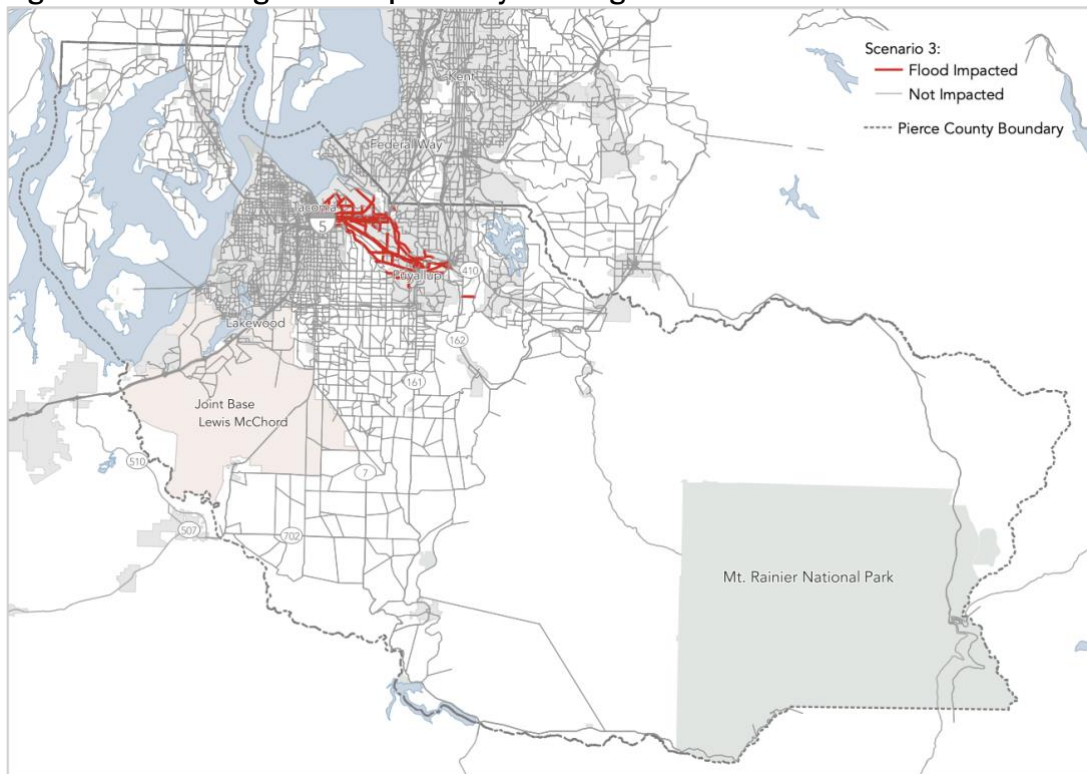 Scenario 3:
Flood Impacted
Not Impacted
Pierce County Boundary
Kent
Federal Way
Tacoma
5
Puyallup
410
Lakewood
162
161
Joint Base
Lewis McChord
510
7
507
702
Mt. Rainier National Park